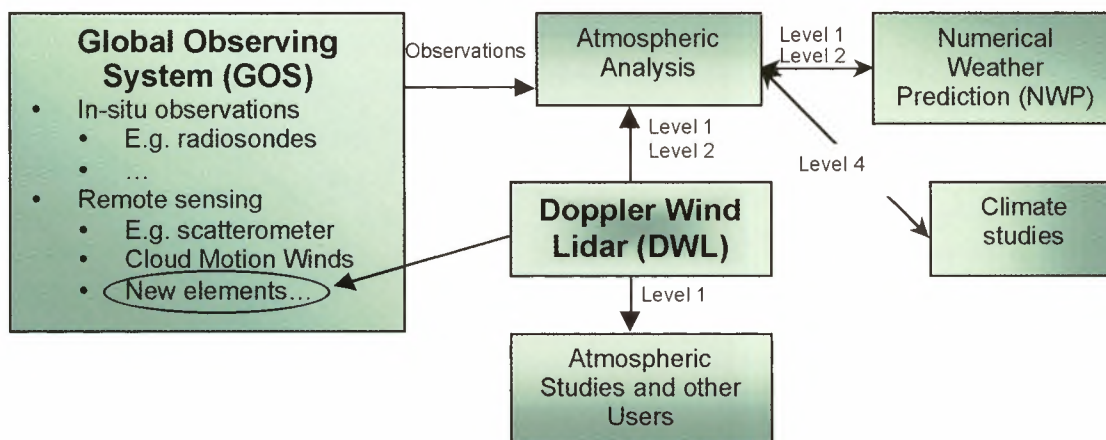 Global Observing
System (GOS)
• In-situ observations
• E.g. radiosondes
• ...
• Remote sensing
• E.g. scatterometer
• Cloud Motion Winds
• New elements...
Observations
Atmospheric
Analysis
Level 1
Level 2
Numerical
Weather
Prediction (NWP)
Level 1
Level 2
Level 4
Doppler Wind
Lidar (DWL)
Climate
studies
Level 1
Atmospheric
Studies and other
Users